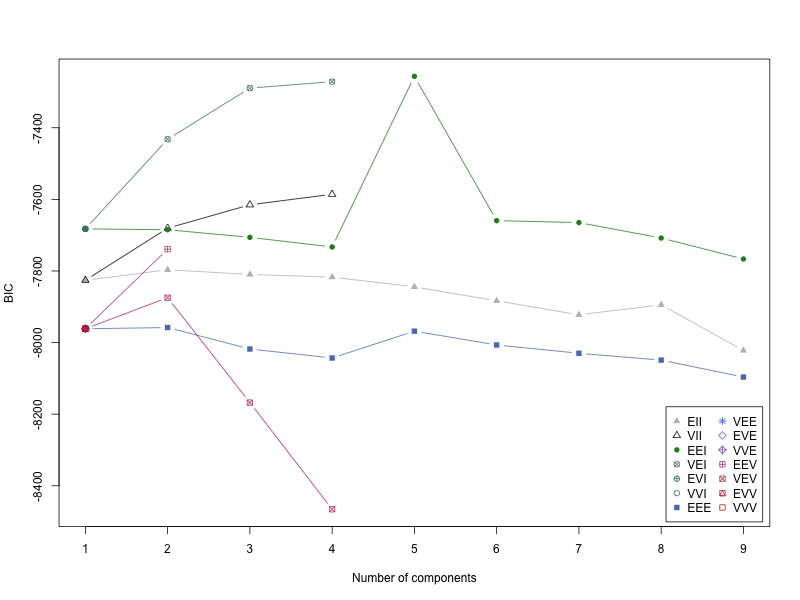 BIC
-7400
-7600
-7800
-8000
-8200
-8400
1 2 3 4 5 6 7 8 9
Number of components
EII VEE
VII EVE
EEI VVE
VEI EEV
EVI VEV
VVI EVV
EEE VVV